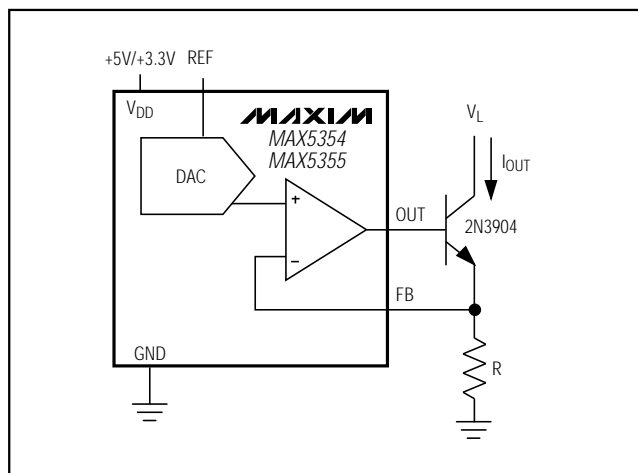 +5V/+3.3V REF
VDD
MAXIM
MAX5354
MAX5355
DAC
+
−
OUT
FB
GND
VL
IOUT
2N3904
R